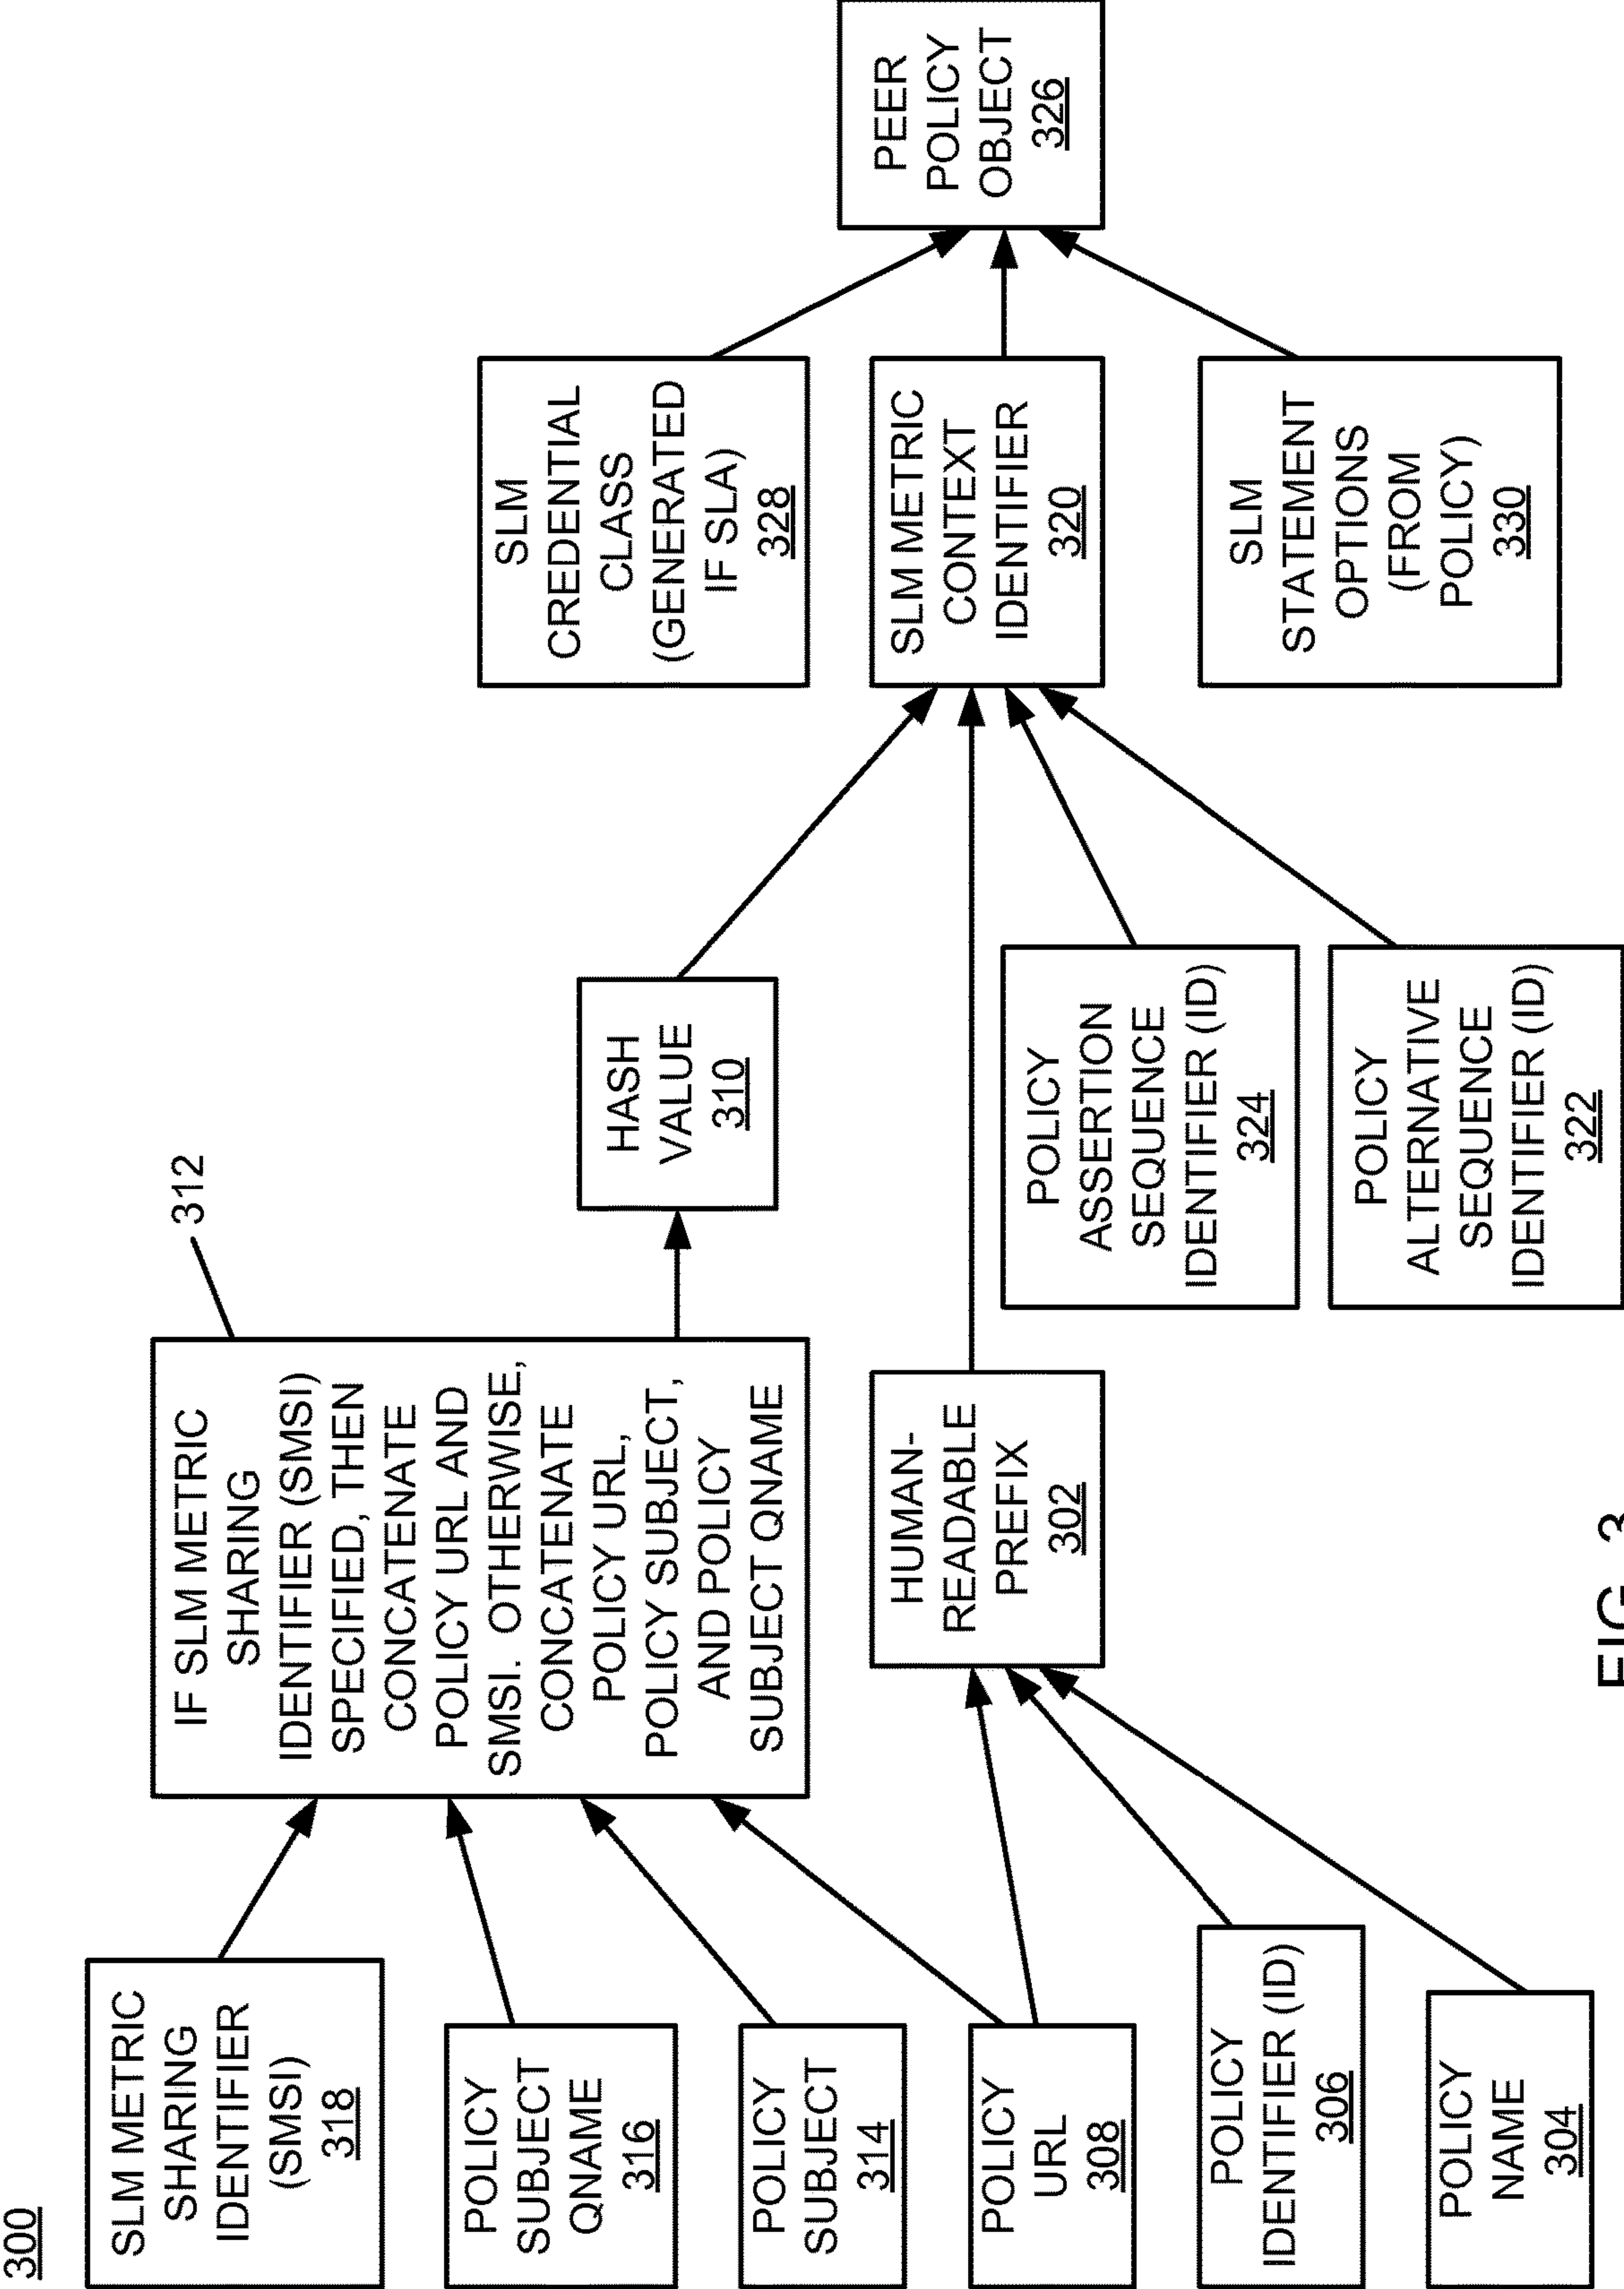 300
SLM METRIC
SHARING
IDENTIFIER
(SMSI)
318
POLICY
SUBJECT
QNAME
316
POLICY
SUBJECT
314
POLICY
URL
308
POLICY
IDENTIFIER (ID)
306
POLICY
NAME
304
312
IF SLM METRIC
SHARING
IDENTIFIER (SMSI)
SPECIFIED, THEN
CONCATENATE
POLICY URL AND
SMSI. OTHERWISE,
CONCATENATE
POLICY URL,
POLICY SUBJECT,
AND POLICY
SUBJECT QNAME
HUMAN-
READABLE
PREFIX
302
HASH
VALUE
310
POLICY
ASSERTION
SEQUENCE
IDENTIFIER (ID)
324
POLICY
ALTERNATIVE
SEQUENCE
IDENTIFIER (ID)
322
SLM
CREDENTIAL
CLASS
(GENERATED
IF SLA)
328
SLM METRIC
CONTEXT
IDENTIFIER
320
SLM
STATEMENT
OPTIONS
(FROM
POLICY)
330
PEER
POLICY
OBJECT
326
FIG. 3